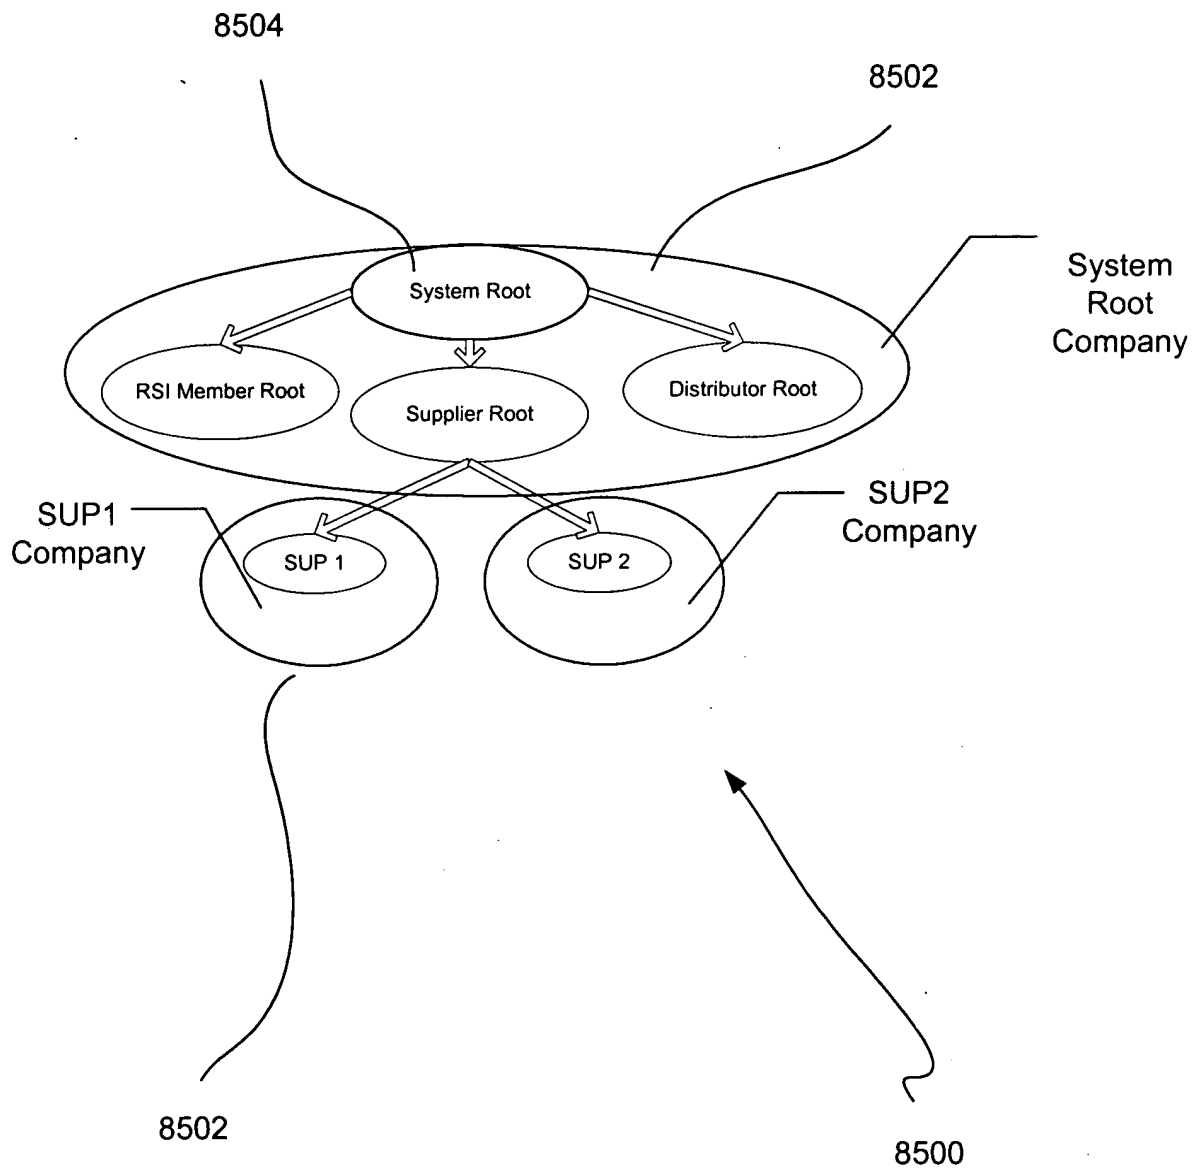 8504
8502
System Root
System
Root
Company
RSI Member Root
Supplier Root
Distributor Root
SUP1
Company
SUP2
Company
SUP 1
SUP 2
8502
8500